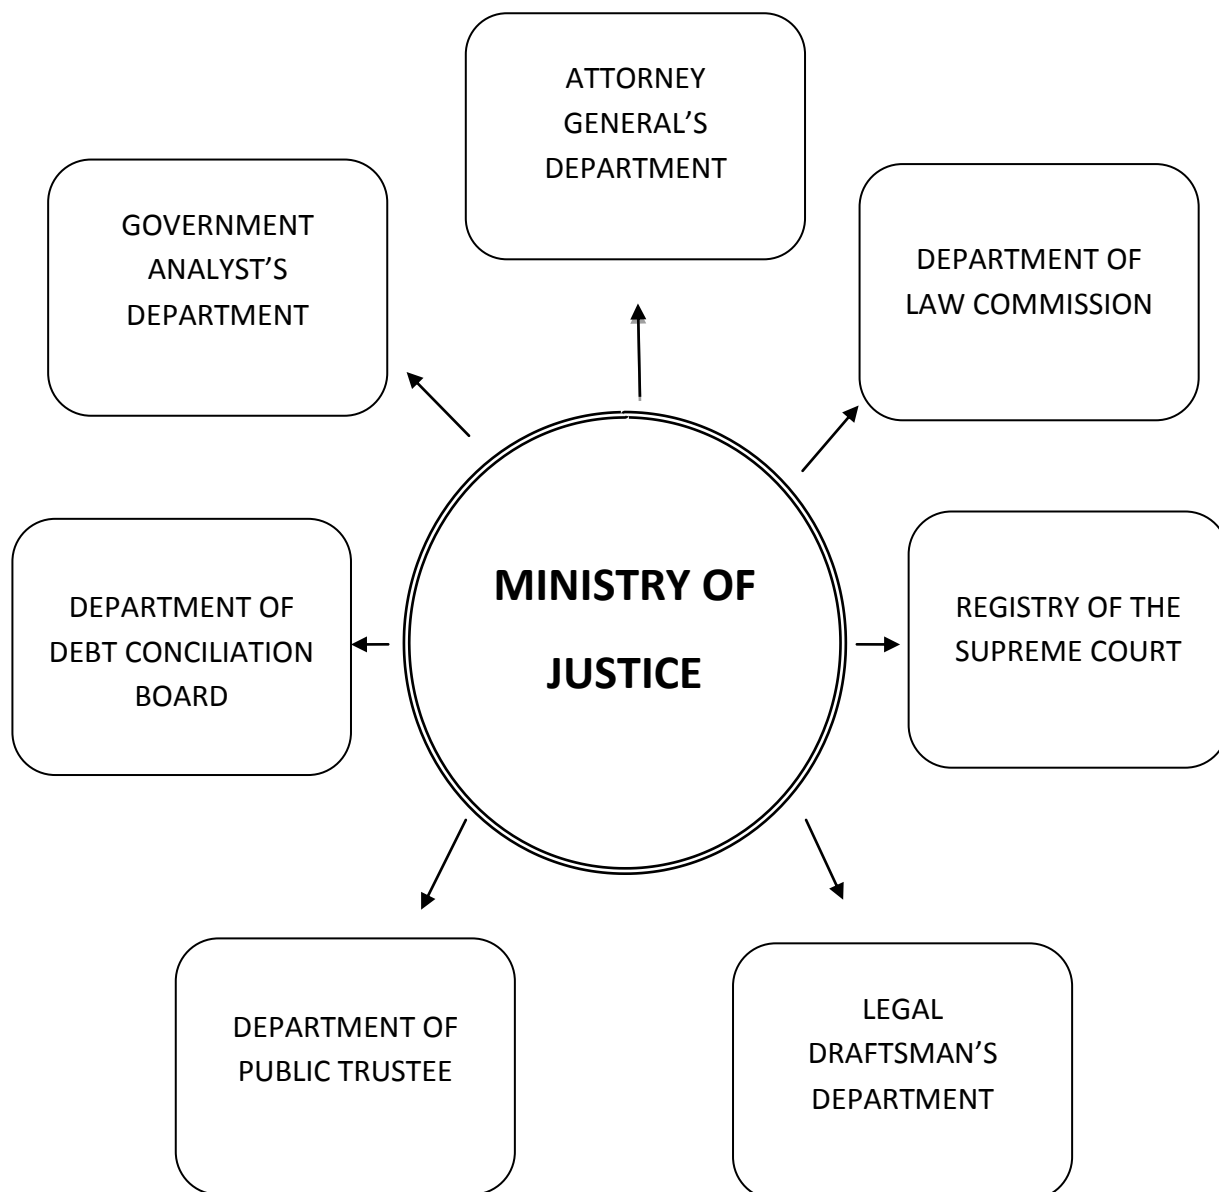 ATTORNEY
GENERAL’S
DEPARTMENT
GOVERNMENT
ANALYST’S
DEPARTMENT
DEPARTMENT OF
LAW COMMISSION
MINISTRY OF
JUSTICE
DEPARTMENT OF
DEBT CONCILIATION
BOARD
REGISTRY OF THE
SUPREME COURT
DEPARTMENT OF
PUBLIC TRUSTEE
LEGAL
DRAFTSMAN’S
DEPARTMENT